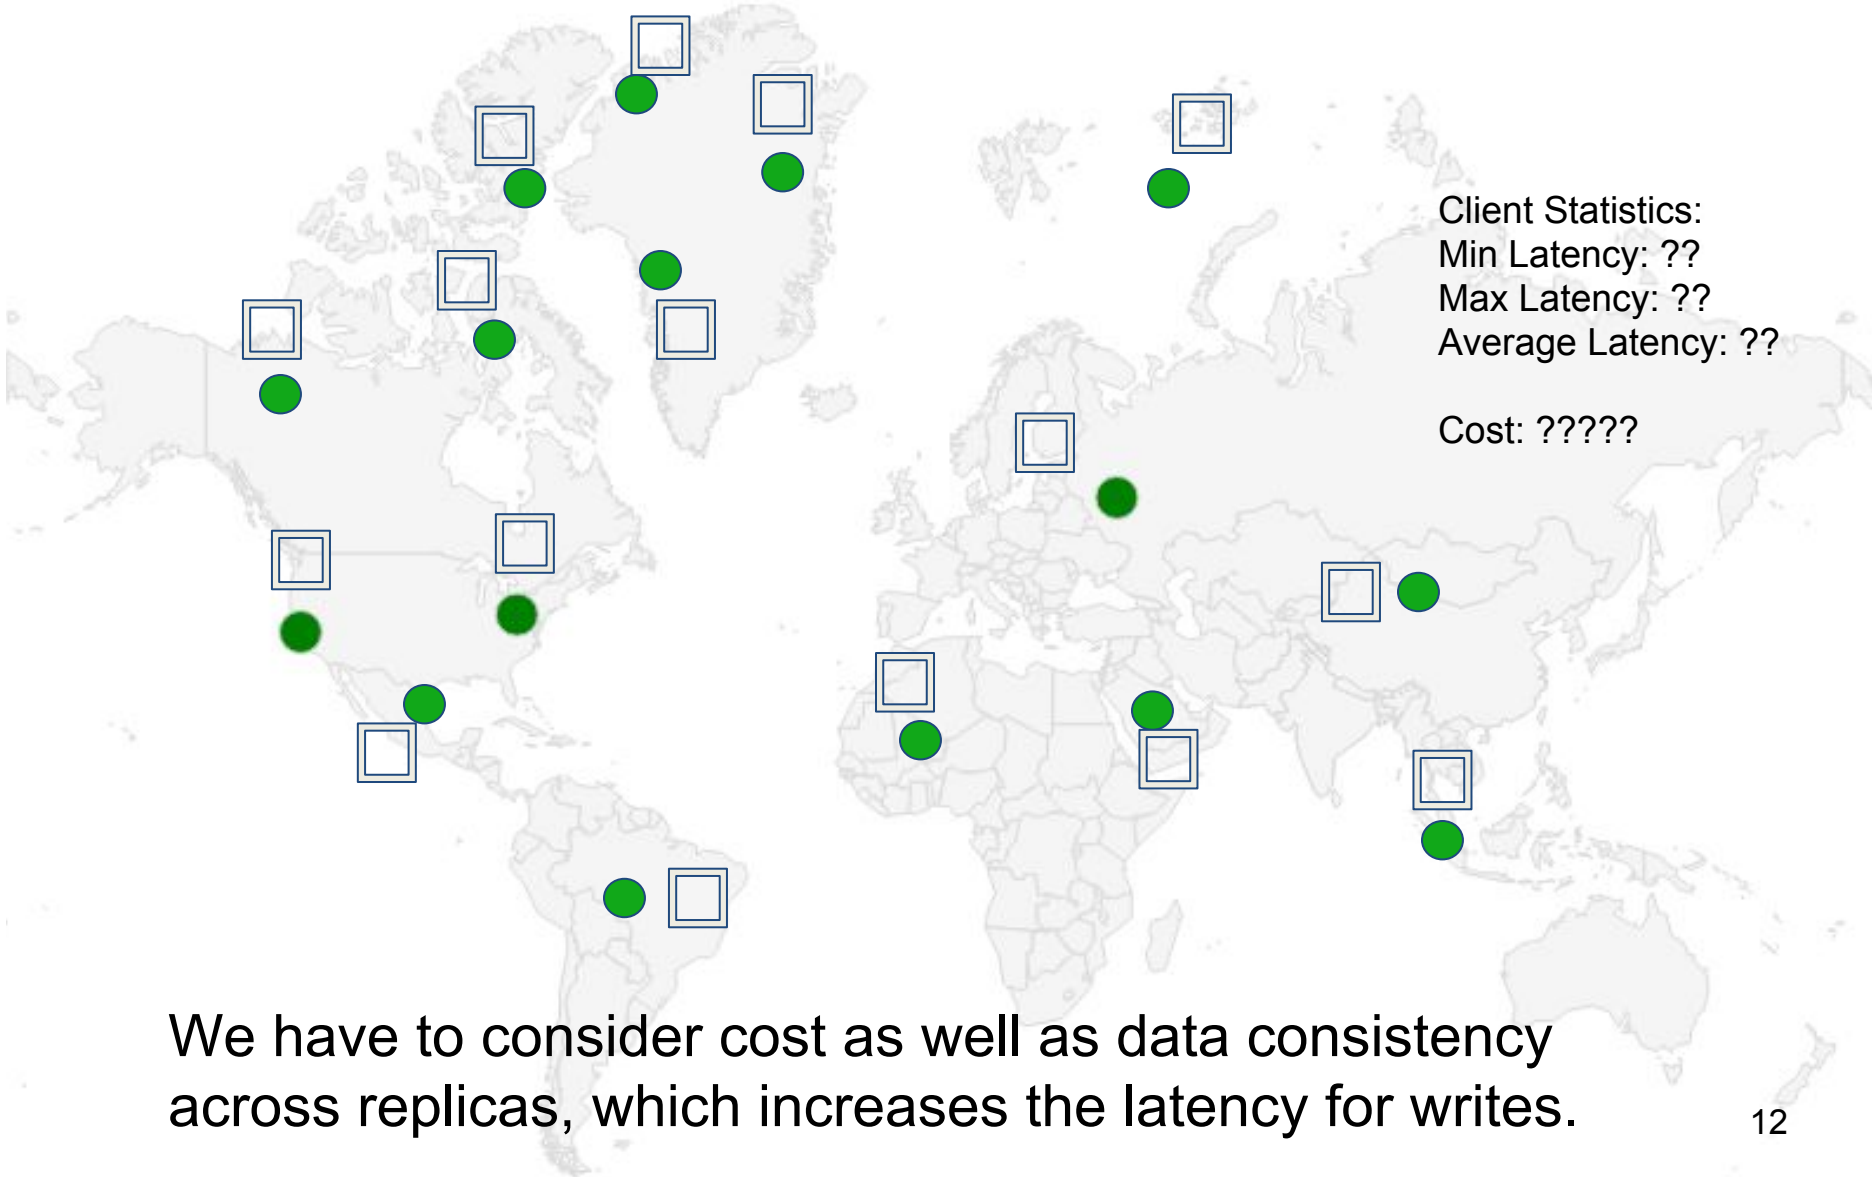 Client Statistics:
Min Latency: ??
Max Latency: ??
Average Latency: ??
Cost: ?????
We have to consider cost as well as data consistency
across replicas, which increases the latency for writes.
12